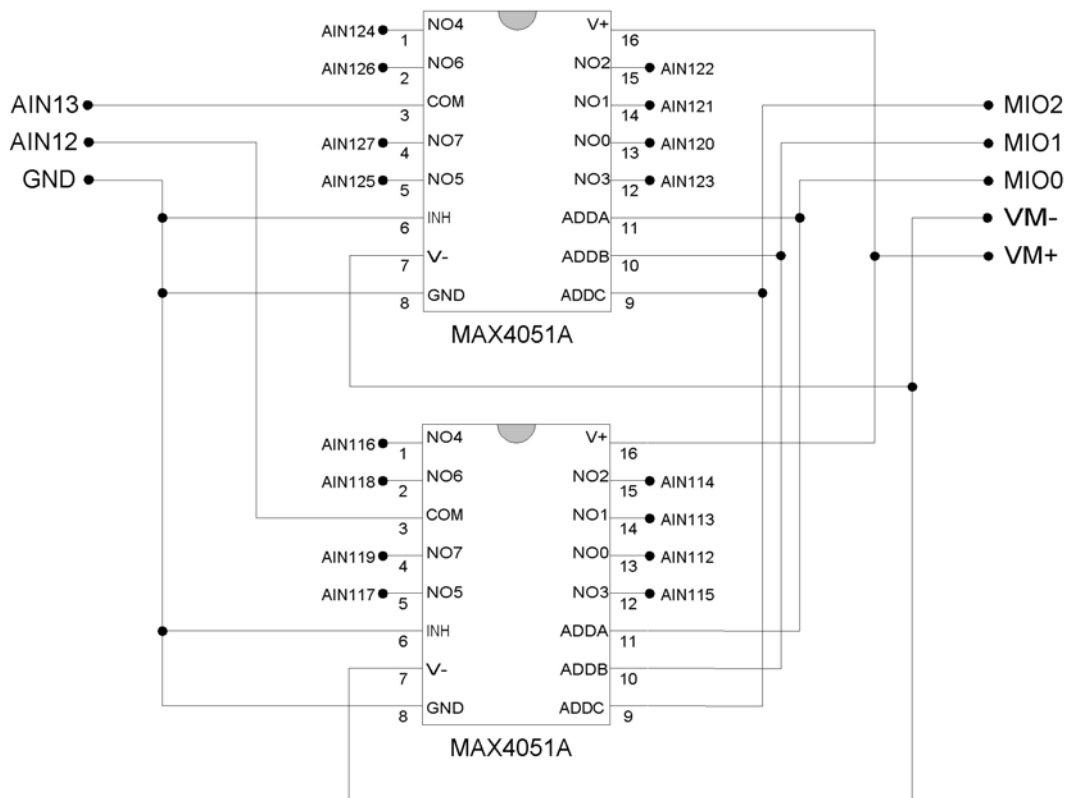 AIN124 1 NO4 V+ 16
AIN126 2 NO6 NO2 15 AIN122
AIN13 3 COM NO1 14 AIN121 MIO2
AIN12 AIN127 4 NO7 NO0 13 AIN120 MIO1
GND AIN125 5 NO5 NO3 12 AIN123 MIO0
6 INH ADDA 11 VM-
7 V- ADDB 10 VM+
8 GND ADDC 9
MAX4051A
AIN116 1 NO4 V+ 16
AIN118 2 NO6 NO2 15 AIN114
3 COM NO1 14 AIN113
AIN119 4 NO7 NO0 13 AIN112
AIN117 5 NO5 NO3 12 AIN115
6 INH ADDA 11
7 V- ADDB 10
8 GND ADDC 9
MAX4051A